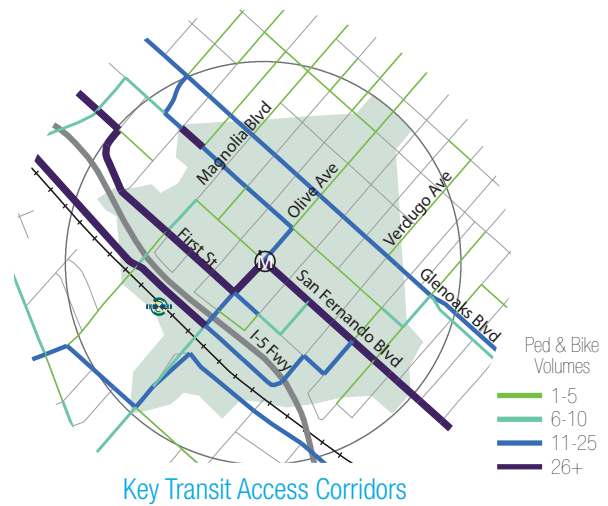 Magnolia Blvd
Olive Ave
Verdugo Ave
First St
M
San Fernando Blvd
Glenoaks Blvd
I-5 Fwy
Ped & Bike
Volumes
1-5
6-10
11-25
26+
Key Transit Access Corridors